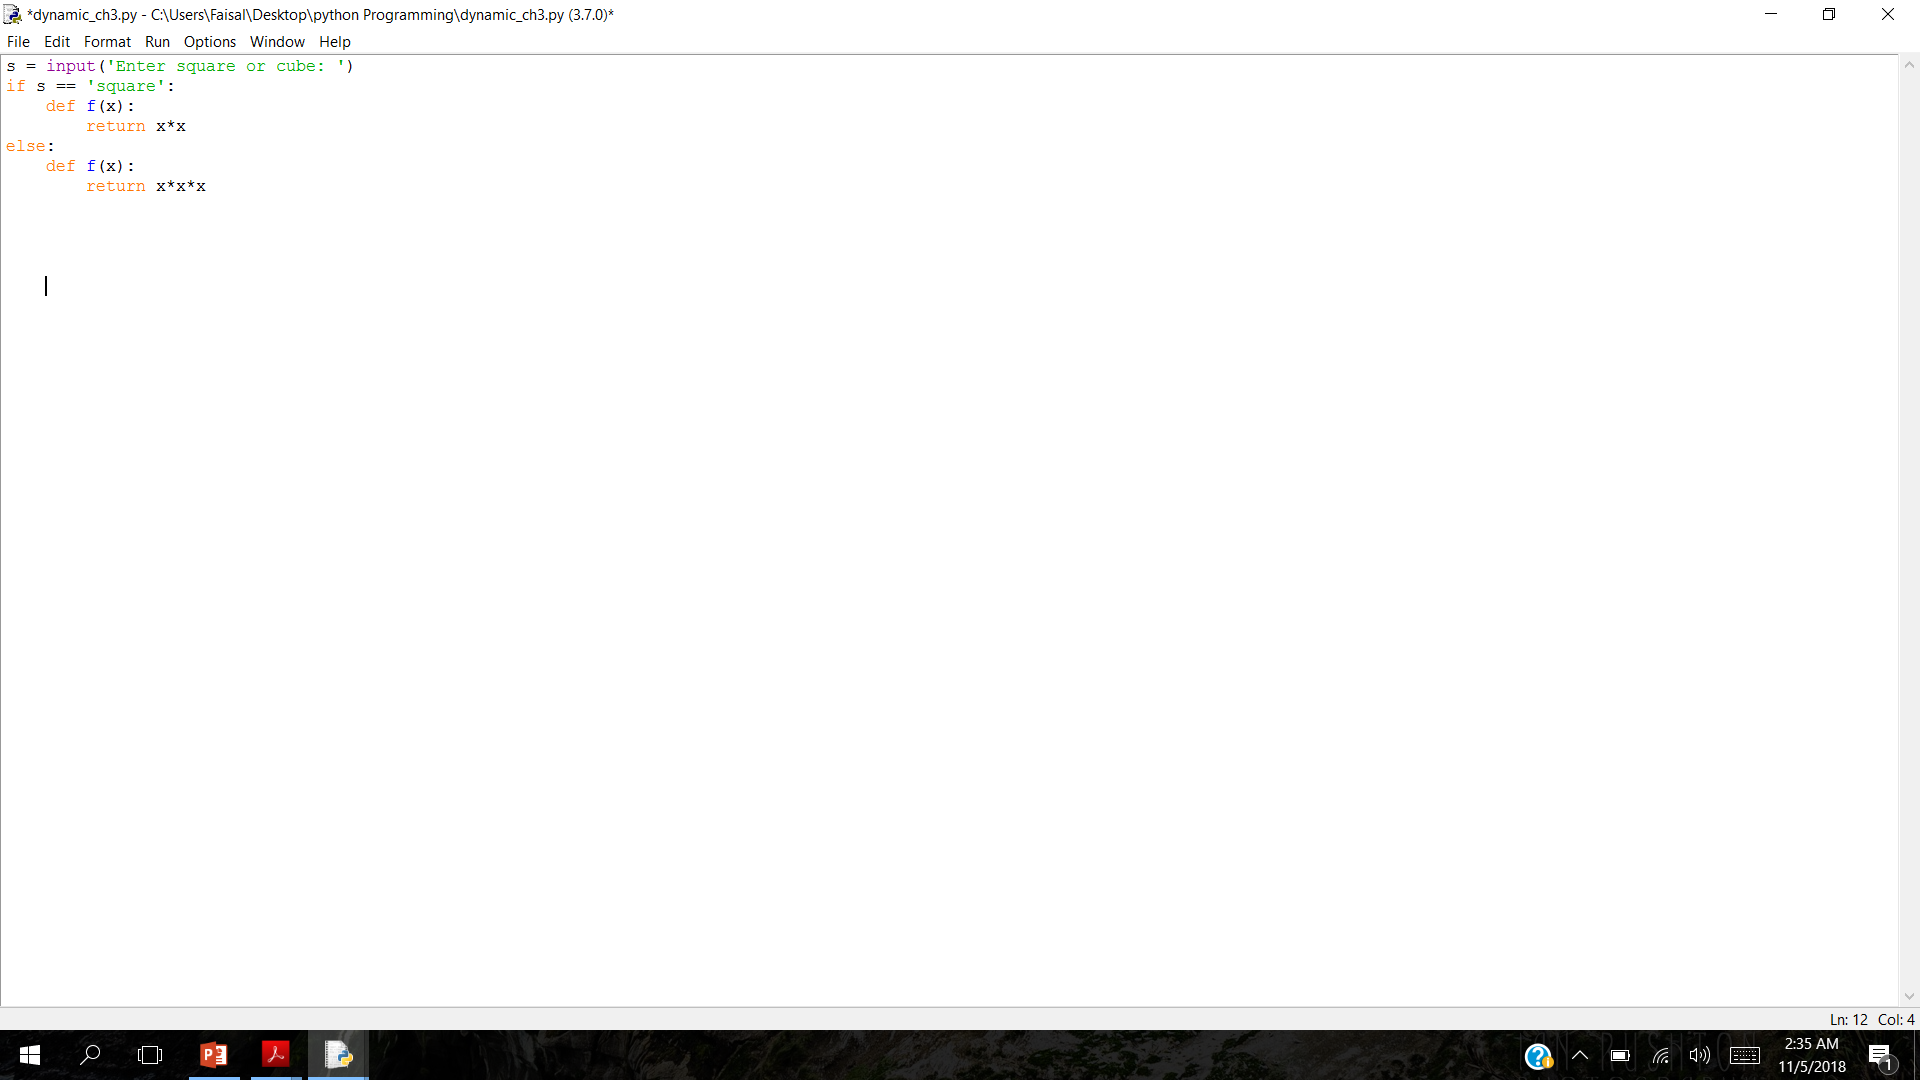 *dynamic_ch3.py - C:\Users\Faisal\Desktop\python Programming\dynamic_ch3.py (3.7.0)*
File Edit Format Run Options Window Help
s = input('Enter square or cube: ')
if s == 'square':
    def f(x):
        return x*x
else:
    def f(x):
        return x*x*x
Ln: 12 Col: 4
2:35 AM
11/5/2018
1